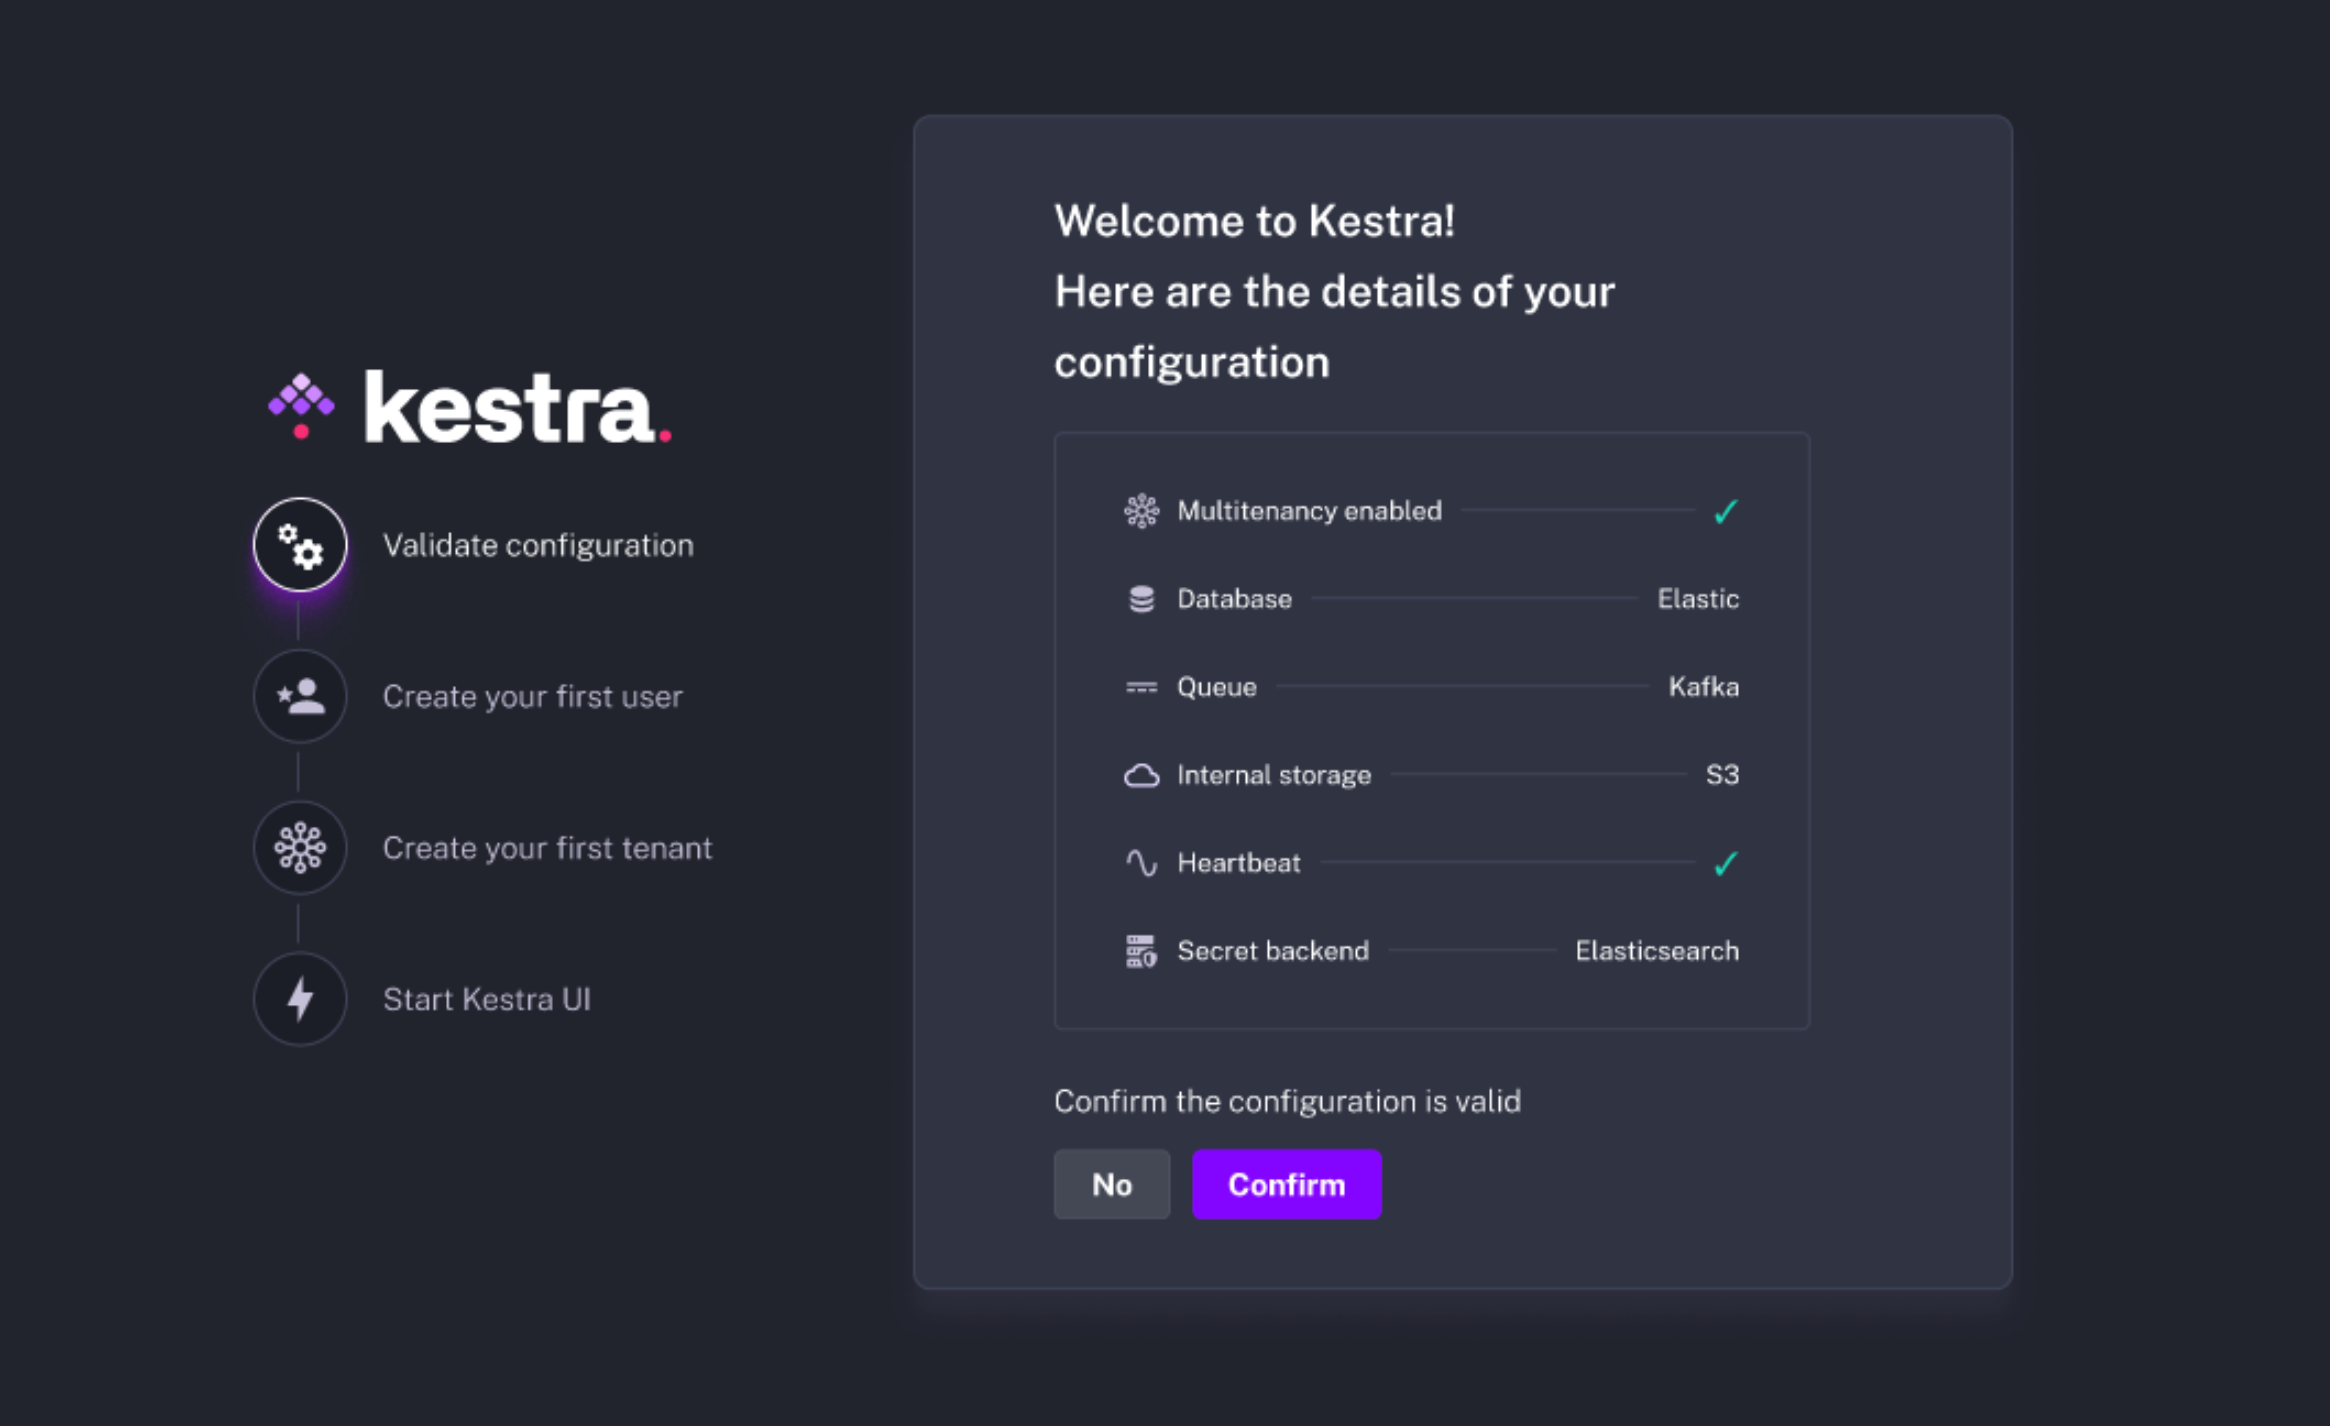 kestra.
Validate configuration
Create your first user
Create your first tenant
Start Kestra UI
Welcome to Kestra!
Here are the details of your
configuration
Multitenancy enabled ✓
Database Elastic
Queue Kafka
Internal storage S3
Heartbeat ✓
Secret backend Elasticsearch
Confirm the configuration is valid
No Confirm